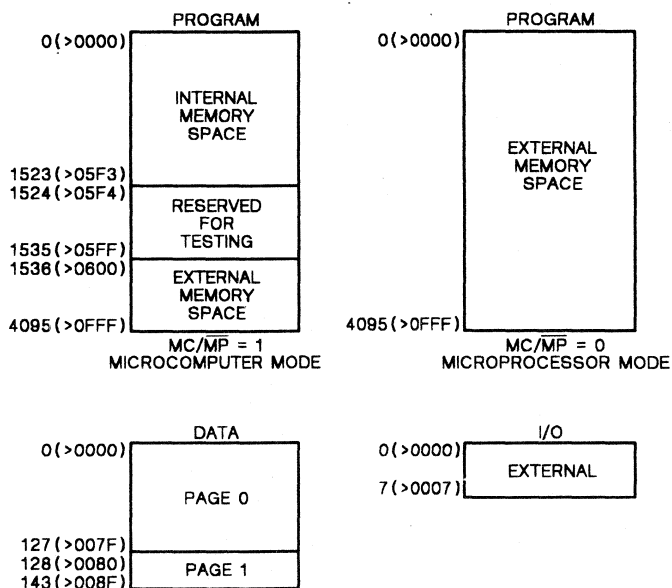 PROGRAM
0(>0000)
INTERNAL
MEMORY
SPACE
1523(>05F3)
1524(>05F4)
RESERVED
FOR
TESTING
1535(>05FF)
1536(>0600)
EXTERNAL
MEMORY
SPACE
4095(>0FFF)
MC/MP = 1
MICROCOMPUTER MODE
PROGRAM
0(>0000)
EXTERNAL
MEMORY
SPACE
4095(>0FFF)
MC/MP = 0
MICROPROCESSOR MODE
DATA
0(>0000)
PAGE 0
127(>007F)
128(>0080)
PAGE 1
143(>008F)
I/O
0(>0000)
EXTERNAL
7(>0007)